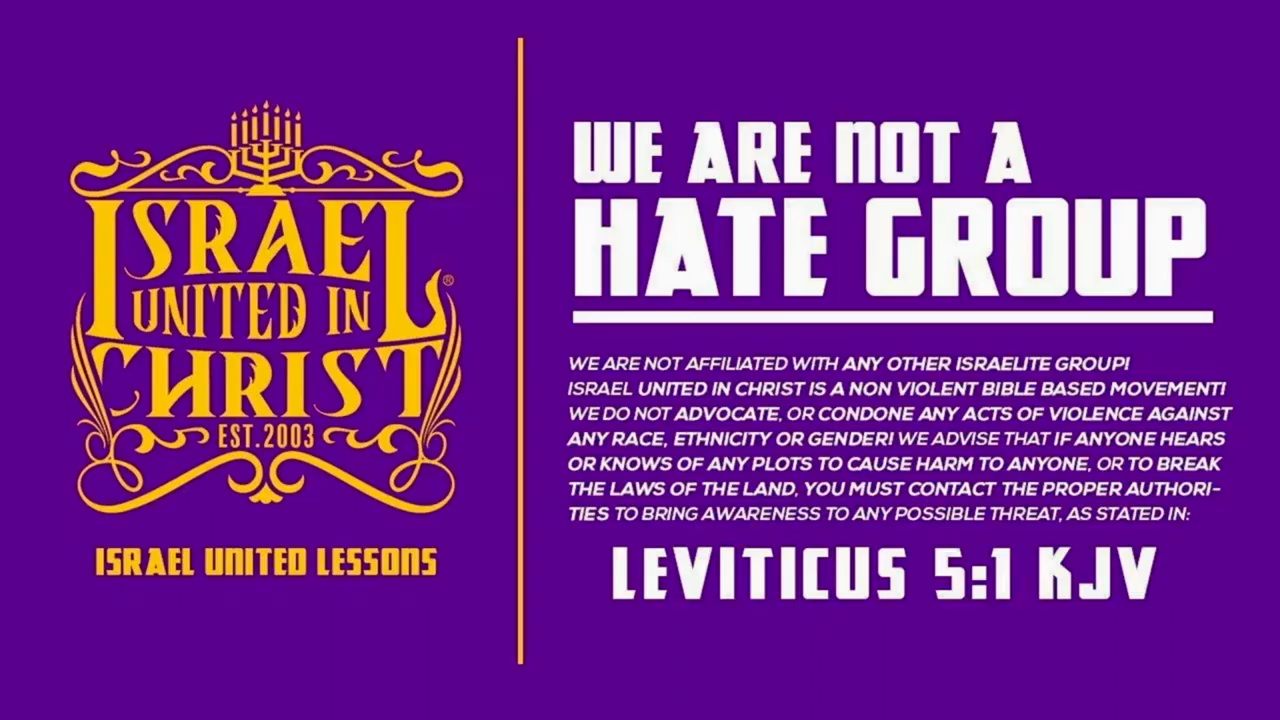 ISRAEL
UNITED IN
CHRIST®
EST. 2003
ISRAEL UNITED LESSONS
WE ARE NOT A
HATE GROUP
WE ARE NOT AFFILIATED WITH ANY OTHER ISRAELITE GROUP!
ISRAEL UNITED IN CHRIST IS A NON VIOLENT BIBLE BASED MOVEMENT!
WE DO NOT ADVOCATE, OR CONDONE ANY ACTS OF VIOLENCE AGAINST
ANY RACE, ETHNICITY OR GENDER! WE ADVISE THAT IF ANYONE HEARS
OR KNOWS OF ANY PLOTS TO CAUSE HARM TO ANYONE, OR TO BREAK
THE LAWS OF THE LAND, YOU MUST CONTACT THE PROPER AUTHORI-
TIES TO BRING AWARENESS TO ANY POSSIBLE THREAT, AS STATED IN:
LEVITICUS 5:1 KJV